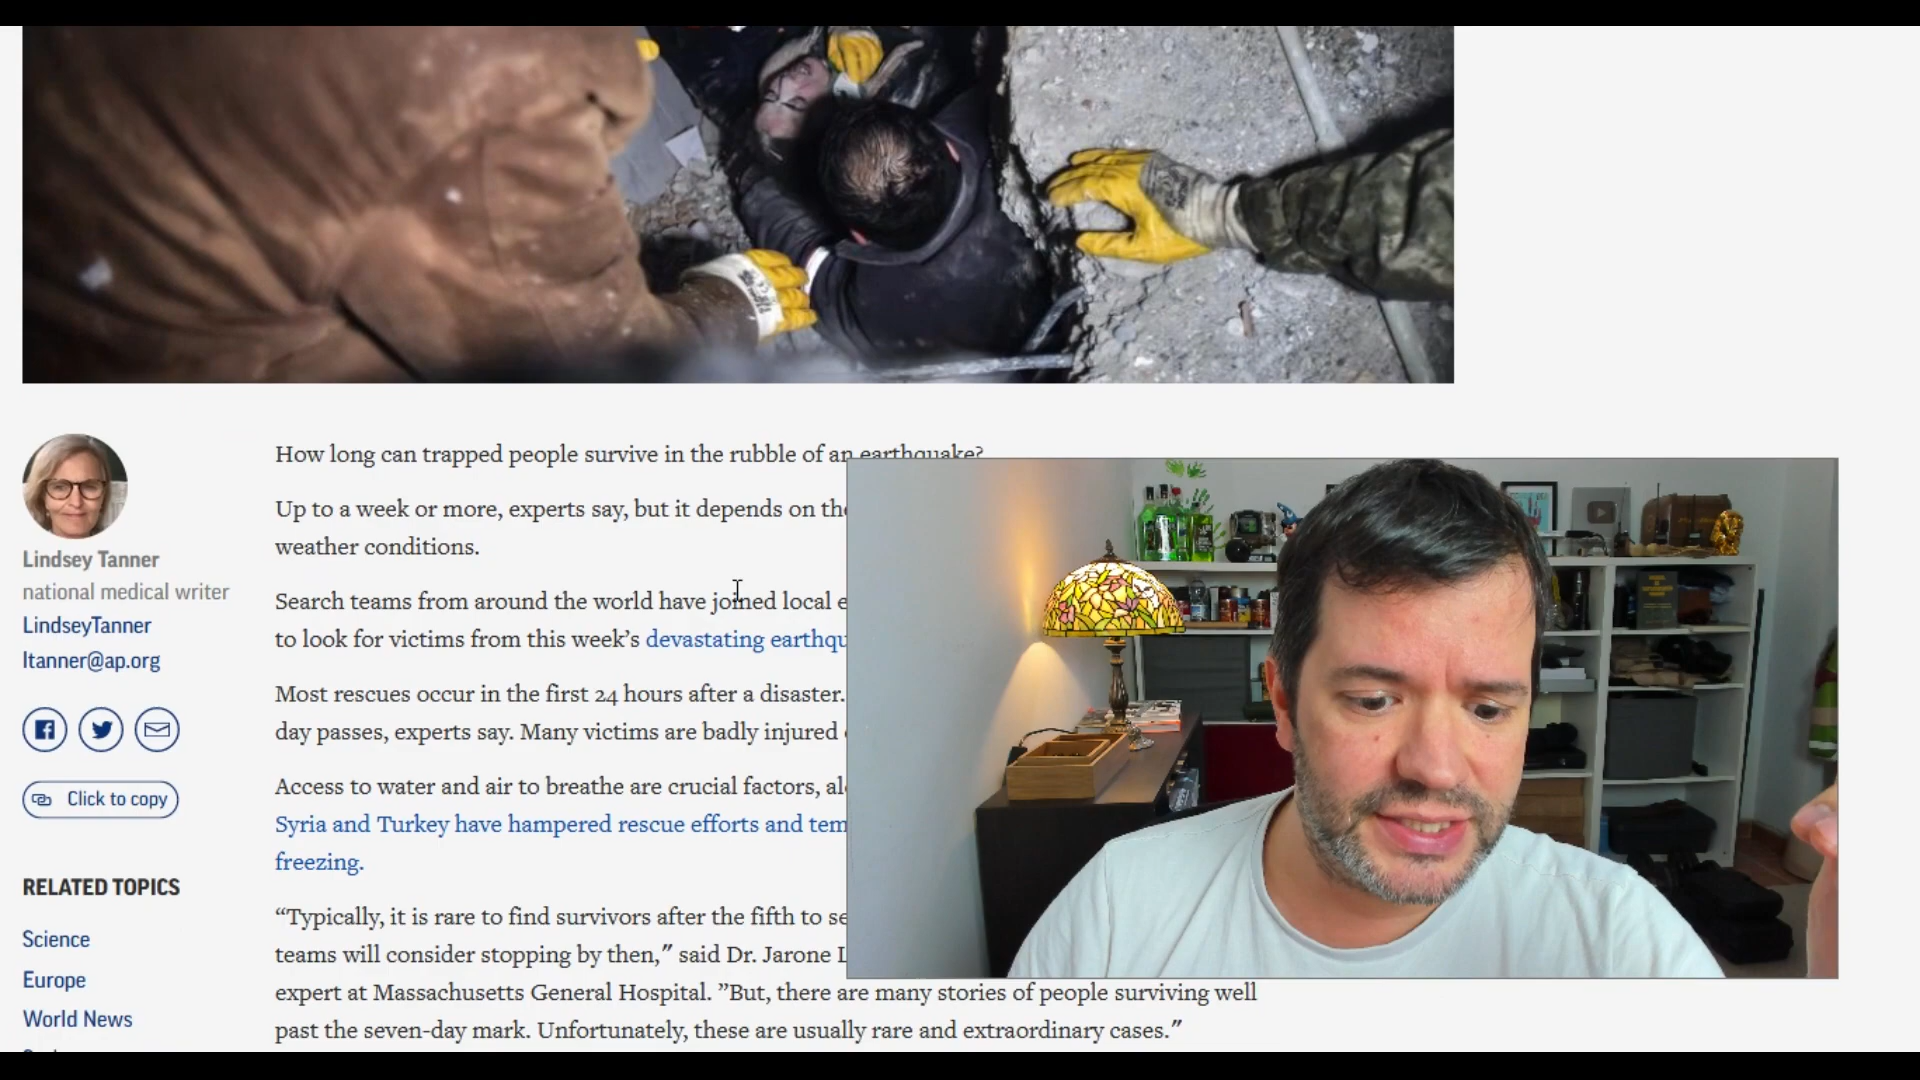 How long can trapped people survive in the rubble of an earthquake?
Up to a week or more, experts say, but it depends on the
weather conditions.
Search teams from around the world have joined local
to look for victims from this week’s devastating
Most rescues occur in the first 24 hours after a disaster.
day passes, experts say. Many victims are badly injured
Access to water and air to breathe are crucial factors,
Syria and Turkey have hampered rescue efforts and
freezing.
“Typically, it is rare to find survivors after the fifth to
teams will consider stopping by then,” said Dr. Jarone
expert at Massachusetts General Hospital. ”But, there are many stories of people surviving well
past the seven-day mark. Unfortunately, these are usually rare and extraordinary cases.”
Lindsey Tanner
national medical writer
LindseyTanner
ltanner@ap.org
Click to copy
RELATED TOPICS
Science
Europe
World News